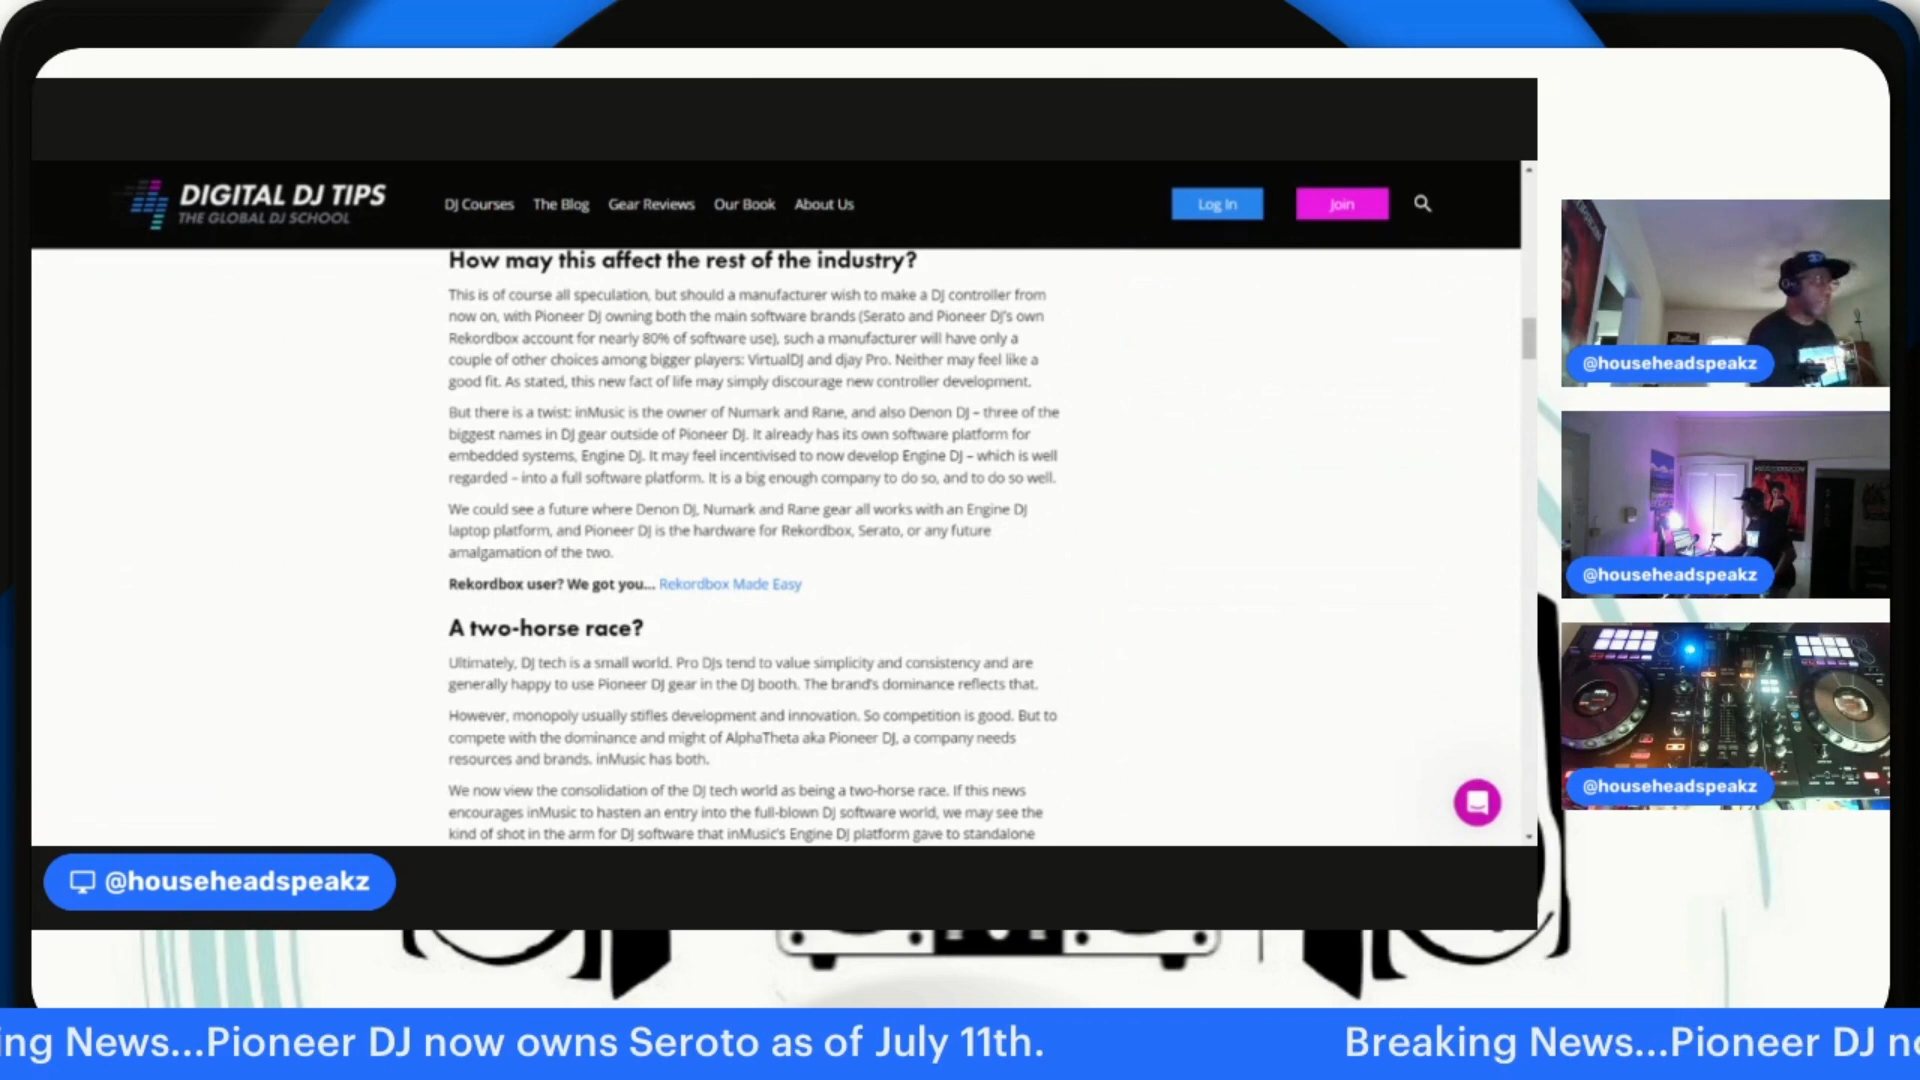 DIGITAL DJ TIPS
THE GLOBAL DJ SCHOOL
DJ Courses The Blog Gear Reviews Our Book About Us
Log In Join
How may this affect the rest of the industry?
This is of course all speculation, but should a manufacturer wish to make a DJ controller from
now on, with Pioneer DJ owning both the main software brands (Serato and Pioneer DJ's own
Rekordbox account for nearly 80% of software use), such a manufacturer will have only a
couple of other choices among bigger players: VirtualDJ and djay Pro. Neither may feel like a
good fit. As stated, this new fact of life may simply discourage new controller development.
But there is a twist: inMusic is the owner of Numark and Rane, and also Denon DJ – three of the
biggest names in DJ gear outside of Pioneer DJ. It already has its own software platform for
embedded systems, Engine DJ. It may feel incentivised to now develop Engine DJ – which is well
regarded – into a full software platform. It is a big enough company to do so, and to do so well.
We could see a future where Denon DJ, Numark and Rane gear all works with an Engine DJ
laptop platform, and Pioneer DJ is the hardware for Rekordbox, Serato, or any future
amalgamation of the two.
Rekordbox user? We got you... Rekordbox Made Easy
A two-horse race?
Ultimately, DJ tech is a small world. Pro DJs tend to value simplicity and consistency and are
generally happy to use Pioneer DJ gear in the DJ booth. The brand's dominance reflects that.
However, monopoly usually stifles development and innovation. So competition is good. But to
compete with the dominance and might of AlphaTheta aka Pioneer DJ, a company needs
resources and brands. inMusic has both.
We now view the consolidation of the DJ tech world as being a two-horse race. If this news
encourages inMusic to hasten an entry into the full-blown DJ software world, we may see the
kind of shot in the arm for DJ software that inMusic's Engine DJ platform gave to standalone
@househeadspeakz
@househeadspeakz
@househeadspeakz
@househeadspeakz
ing News...Pioneer DJ now owns Seroto as of July 11th. Breaking News...Pioneer DJ no